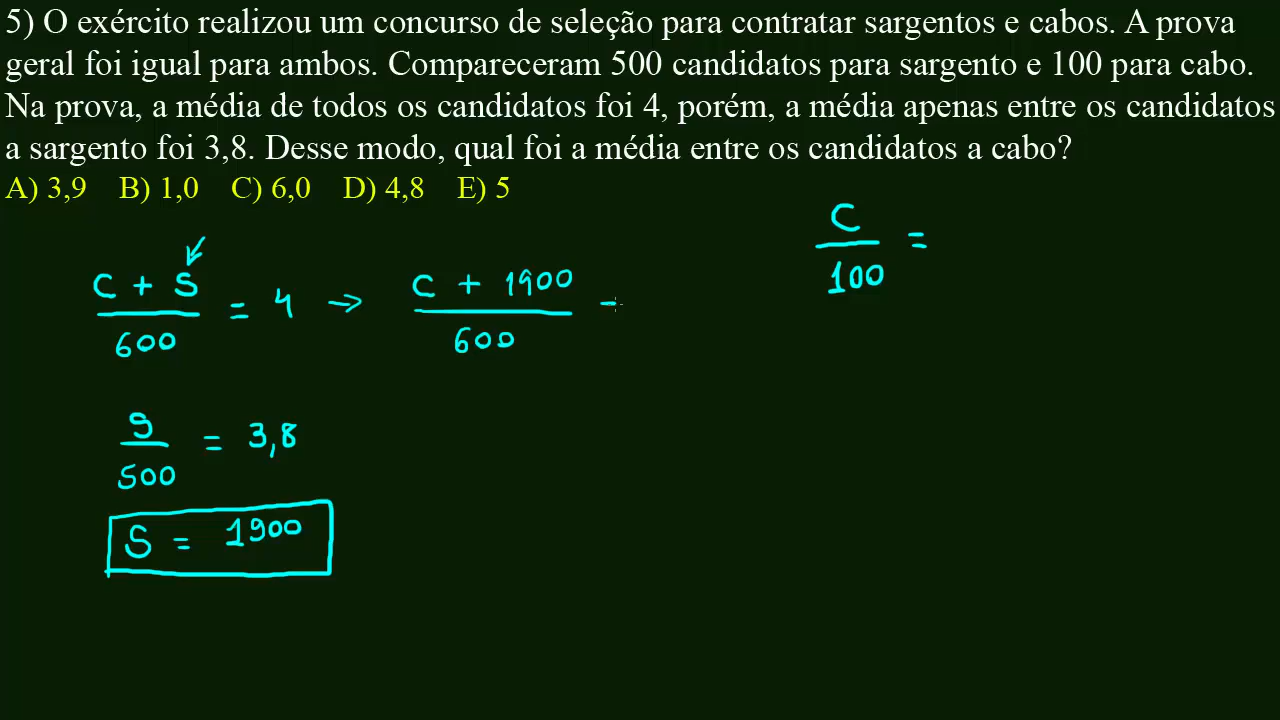 5) O exército realizou um concurso de seleção para contratar sargentos e cabos. A prova
geral foi igual para ambos. Compareceram 500 candidatos para sargento e 100 para cabo.
Na prova, a média de todos os candidatos foi 4, porém, a média apenas entre os candidatos
a sargento foi 3,8. Desse modo, qual foi a média entre os candidatos a cabo?
A) 3,9 B) 1,0 C) 6,0 D) 4,8 E) 5
C + S / 600 = 4 → C + 1900 / 600 -
C / 100 =
S / 500 = 3,8
S = 1900